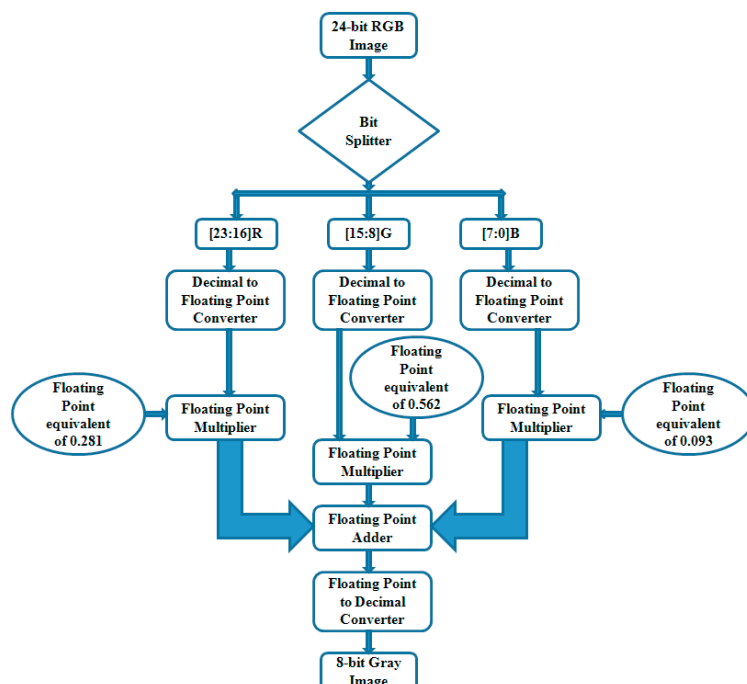 24-bit RGB
Image
Bit
Splitter
[23:16]R
[15:8]G
[7:0]B
Decimal to
Floating Point
Converter
Decimal to
Floating Point
Converter
Decimal to
Floating Point
Converter
Floating
Point
equivalent
of 0.281
Floating Point
Multiplier
Floating
Point
equivalent
of 0.562
Floating Point
Multiplier
Floating Point
Multiplier
Floating
Point
equivalent
of 0.093
Floating Point
Adder
Floating Point
to Decimal
Converter
8-bit Gray
Image